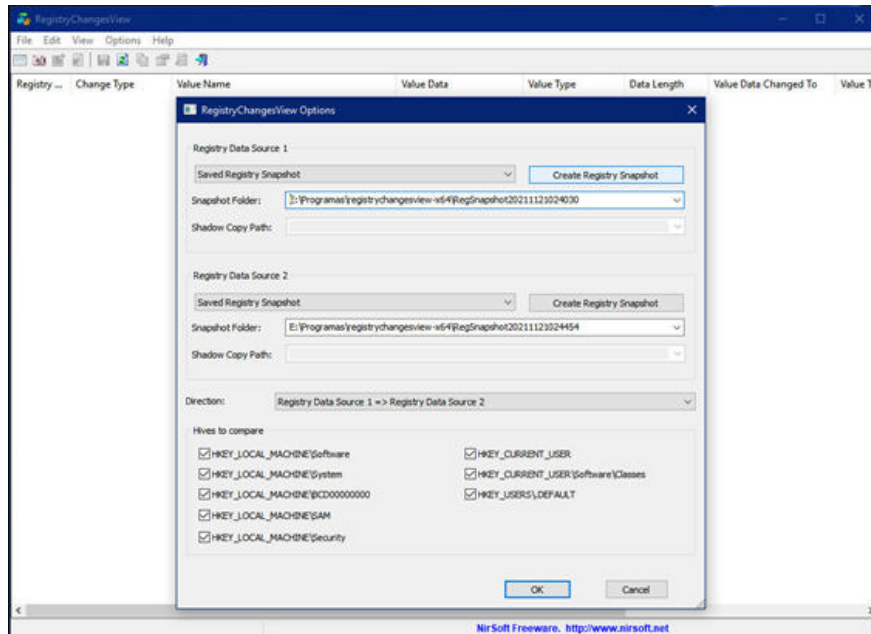 RegistryChangesView
File Edit View Options Help
Registry ... Change Type Value Name Value Data Value Type Data Length Value Data Changed To Value T
RegistryChangesView Options
Registry Data Source 1
Saved Registry Snapshot Create Registry Snapshot
Snapshot Folder: E:\Programas\registrychangesview-x64\RegSnapshot20211121024030
Shadow Copy Path:
Registry Data Source 2
Saved Registry Snapshot Create Registry Snapshot
Snapshot Folder: E:\Programas\registrychangesview-x64\RegSnapshot20211121024454
Shadow Copy Path:
Direction: Registry Data Source 1 => Registry Data Source 2
Hives to compare
HKEY_LOCAL_MACHINE\Software HKEY_CURRENT_USER
HKEY_LOCAL_MACHINE\System HKEY_CURRENT_USER\Software\Classes
HKEY_LOCAL_MACHINE\BCD00000000 HKEY_USERS\.DEFAULT
HKEY_LOCAL_MACHINE\SAM
HKEY_LOCAL_MACHINE\Security
OK Cancel
NirSoft Freeware. http://www.nirsoft.net